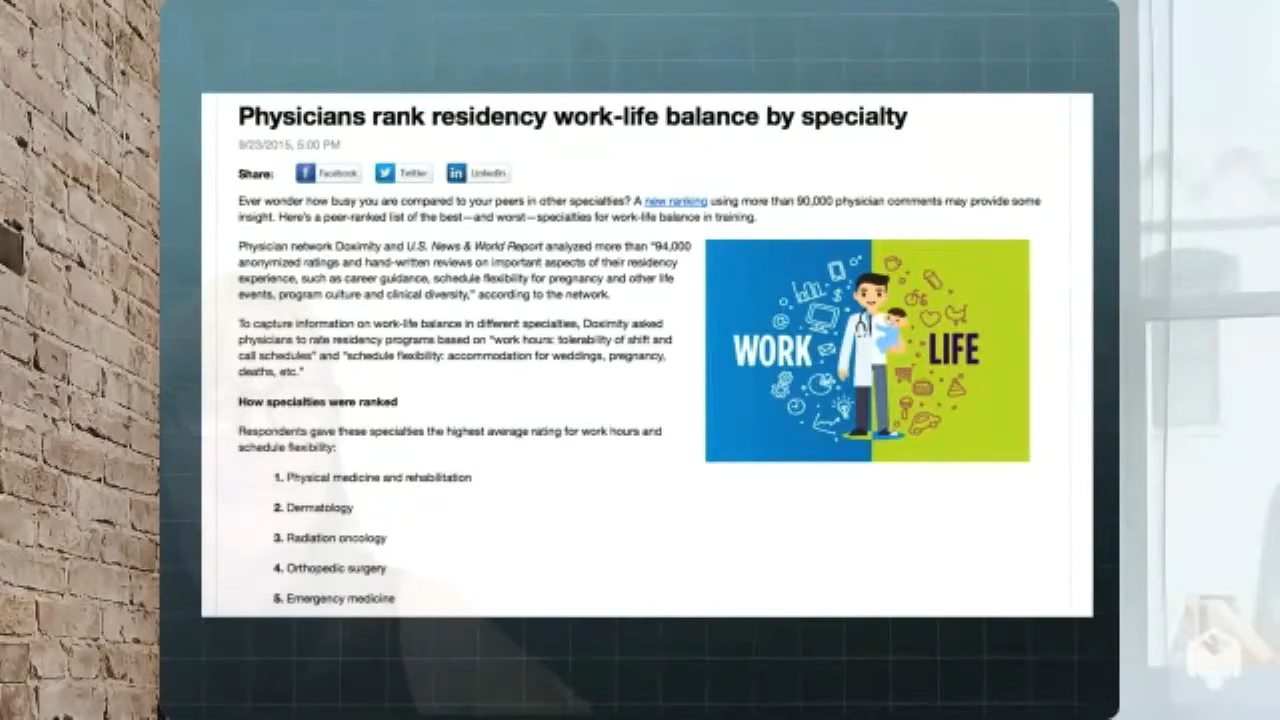 Physicians rank residency work-life balance by specialty
9/23/2015, 5:00 PM
Share: Facebook Twitter LinkedIn
Ever wonder how busy you are compared to your peers in other specialties? A new ranking using more than 90,000 physician comments may provide some
insight. Here's a peer-ranked list of the best—and worst—specialties for work-life balance in training.
Physician network Doximity and U.S. News & World Report analyzed more than "94,000
anonymized ratings and hand-written reviews on important aspects of their residency
experience, such as career guidance, schedule flexibility for pregnancy and other life
events, program culture and clinical diversity," according to the network.
To capture information on work-life balance in different specialties, Doximity asked
physicians to rate residency programs based on "work hours: tolerability of shift and
call schedules" and "schedule flexibility: accommodation for weddings, pregnancy,
deaths, etc."
WORK LIFE
How specialties were ranked
Respondents gave these specialties the highest average rating for work hours and
schedule flexibility:
1. Physical medicine and rehabilitation
2. Dermatology
3. Radiation oncology
4. Orthopedic surgery
5. Emergency medicine